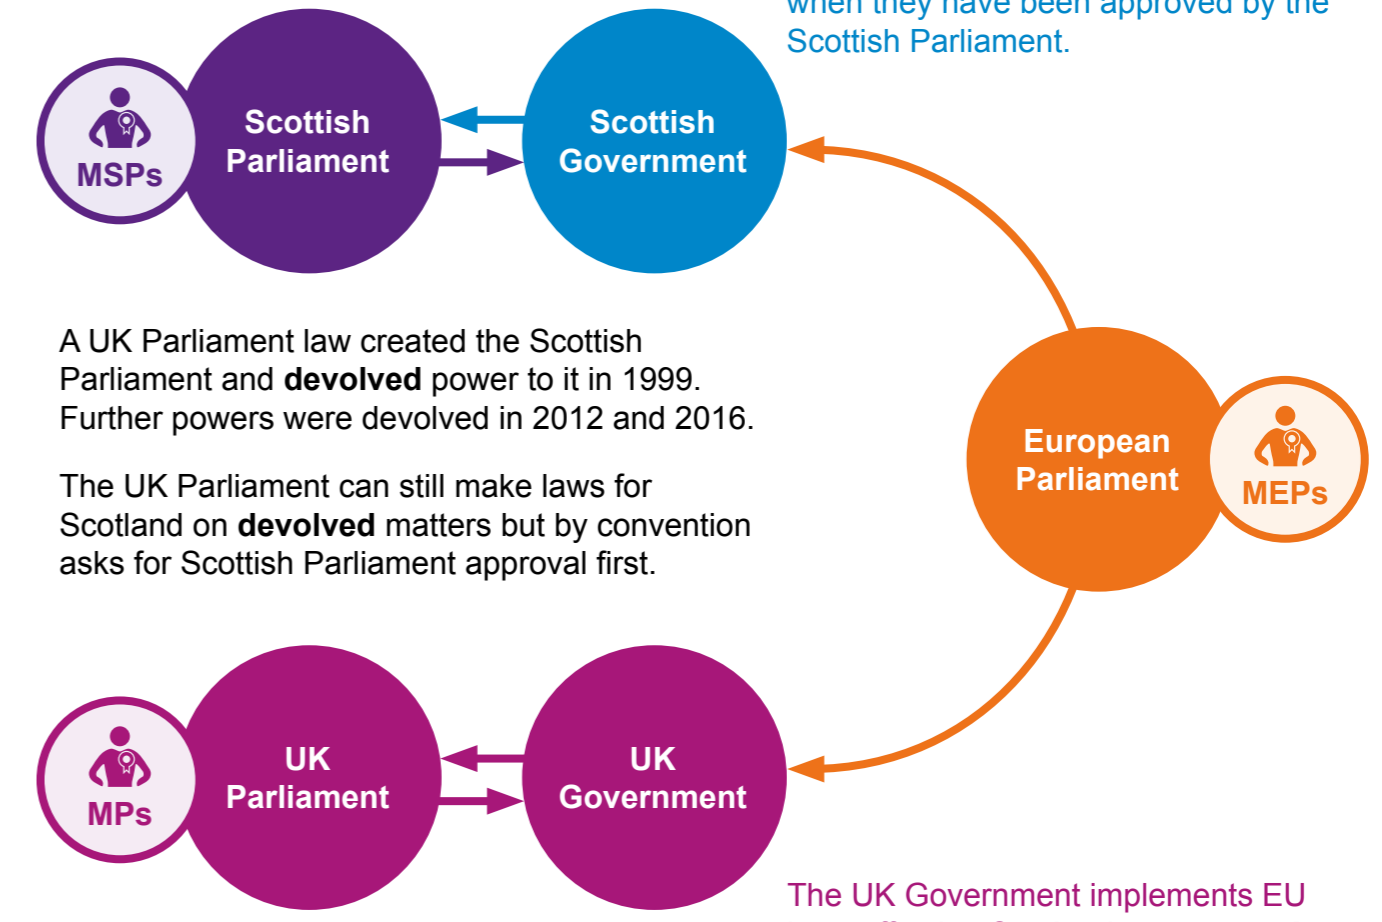 when they have been approved by the
Scottish Parliament.
Scottish
Parliament
MSPs
Scottish
Government
A UK Parliament law created the Scottish
Parliament and devolved power to it in 1999.
Further powers were devolved in 2012 and 2016.
The UK Parliament can still make laws for
Scotland on devolved matters but by convention
asks for Scottish Parliament approval first.
European
Parliament
MEPs
UK
Parliament
MPs
UK
Government
The UK Government implements EU